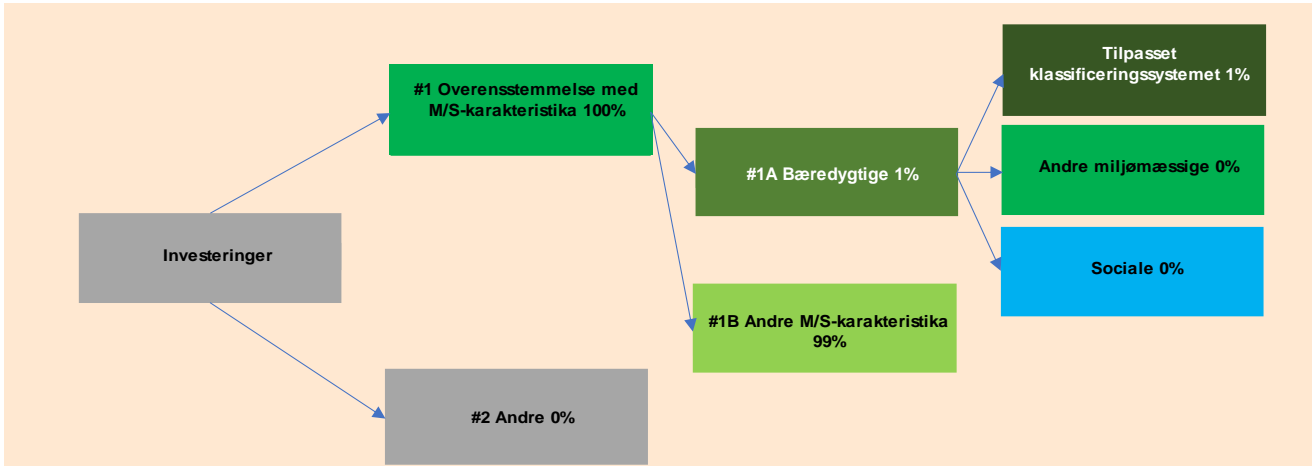 Investeringer
#1 Overensstemmelse med
M/S-karakteristika 100%
#2 Andre 0%
#1A Bæredygtige 1%
#1B Andre M/S-karakteristika
99%
Tilpasset
klassificeringssystemet 1%
Andre miljømæssige 0%
Sociale 0%